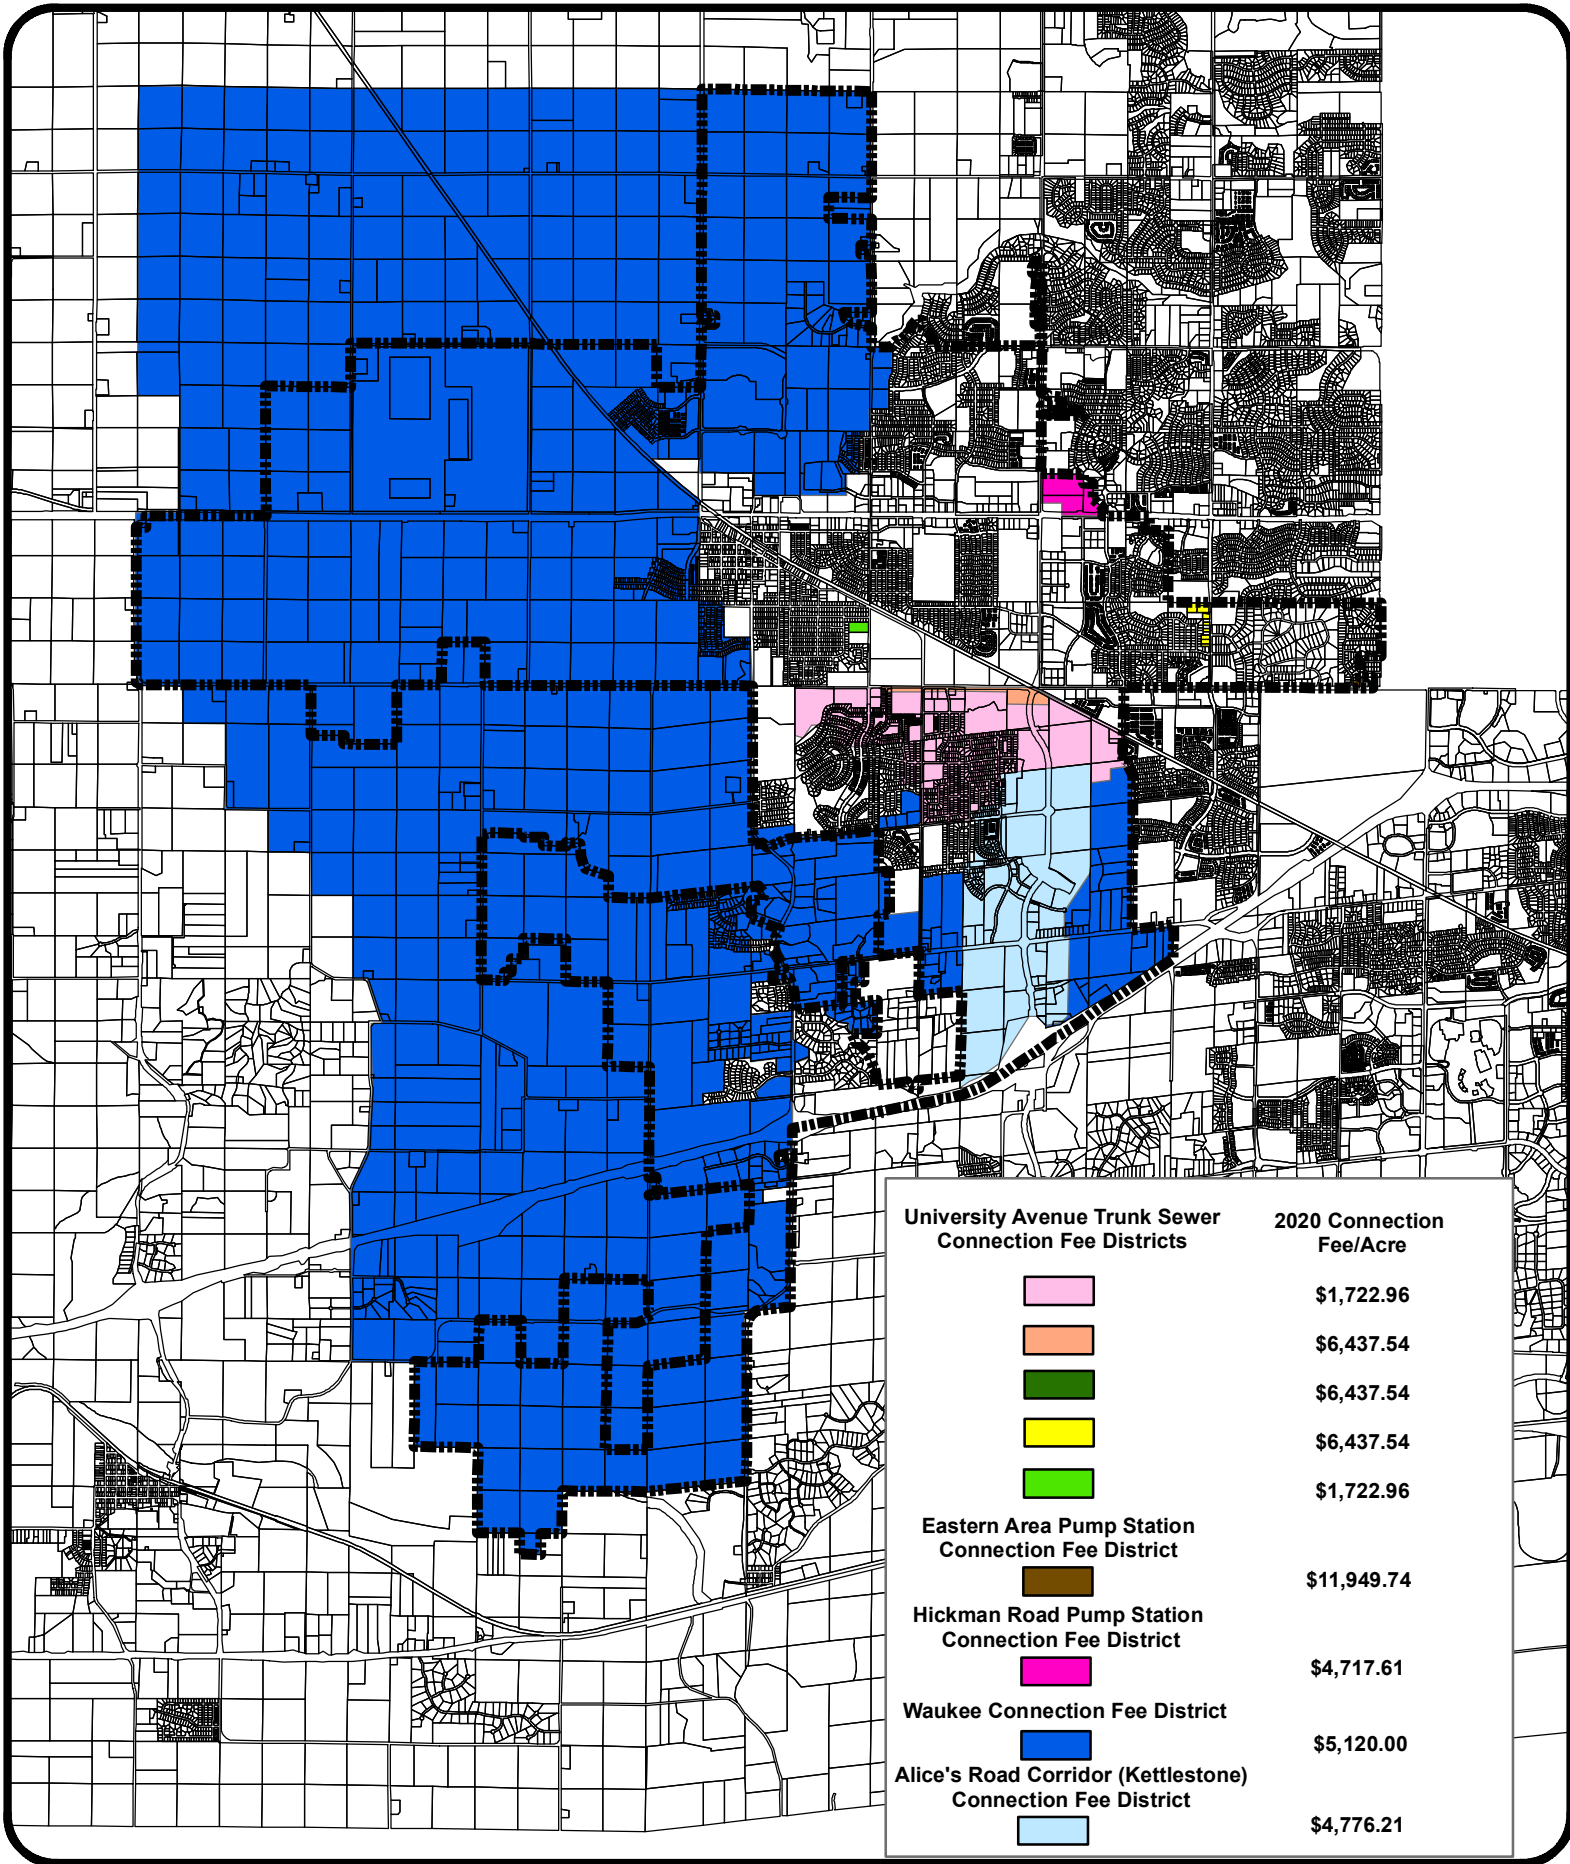 University Avenue Trunk Sewer
Connection Fee Districts
2020 Connection
Fee/Acre
$1,722.96
$6,437.54
$6,437.54
$6,437.54
$1,722.96
Eastern Area Pump Station
Connection Fee District
$11,949.74
Hickman Road Pump Station
Connection Fee District
$4,717.61
Waukee Connection Fee District
$5,120.00
Alice's Road Corridor (Kettlestone)
Connection Fee District
$4,776.21